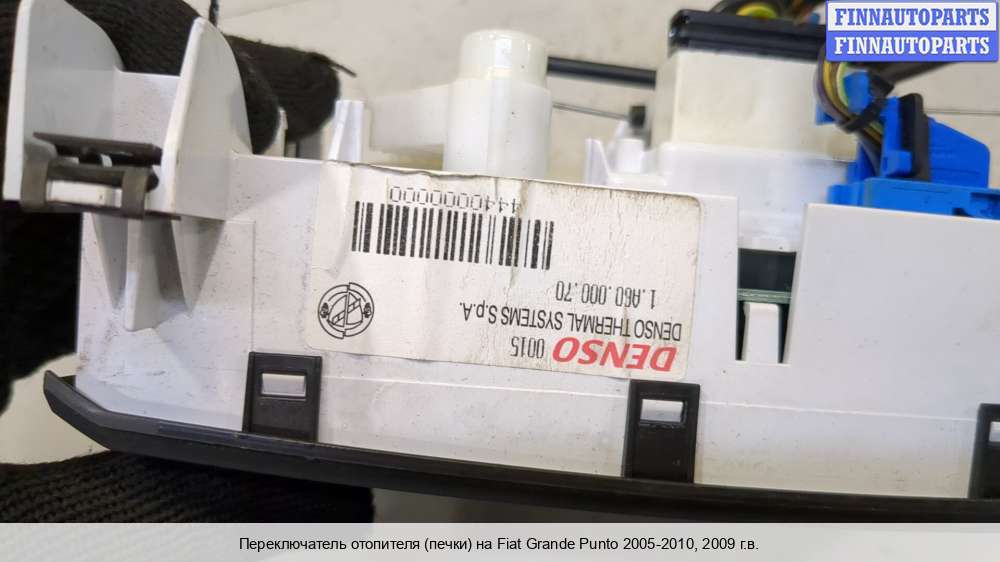 FINNAUTOPARTS
FINNAUTOPARTS
DENSO 0015
DENSO THERMAL SYSTEMS S.p.A.
1.A60.000.70
444000000
Переключатель отопителя (печки) на Fiat Grande Punto 2005-2010, 2009 г.в.